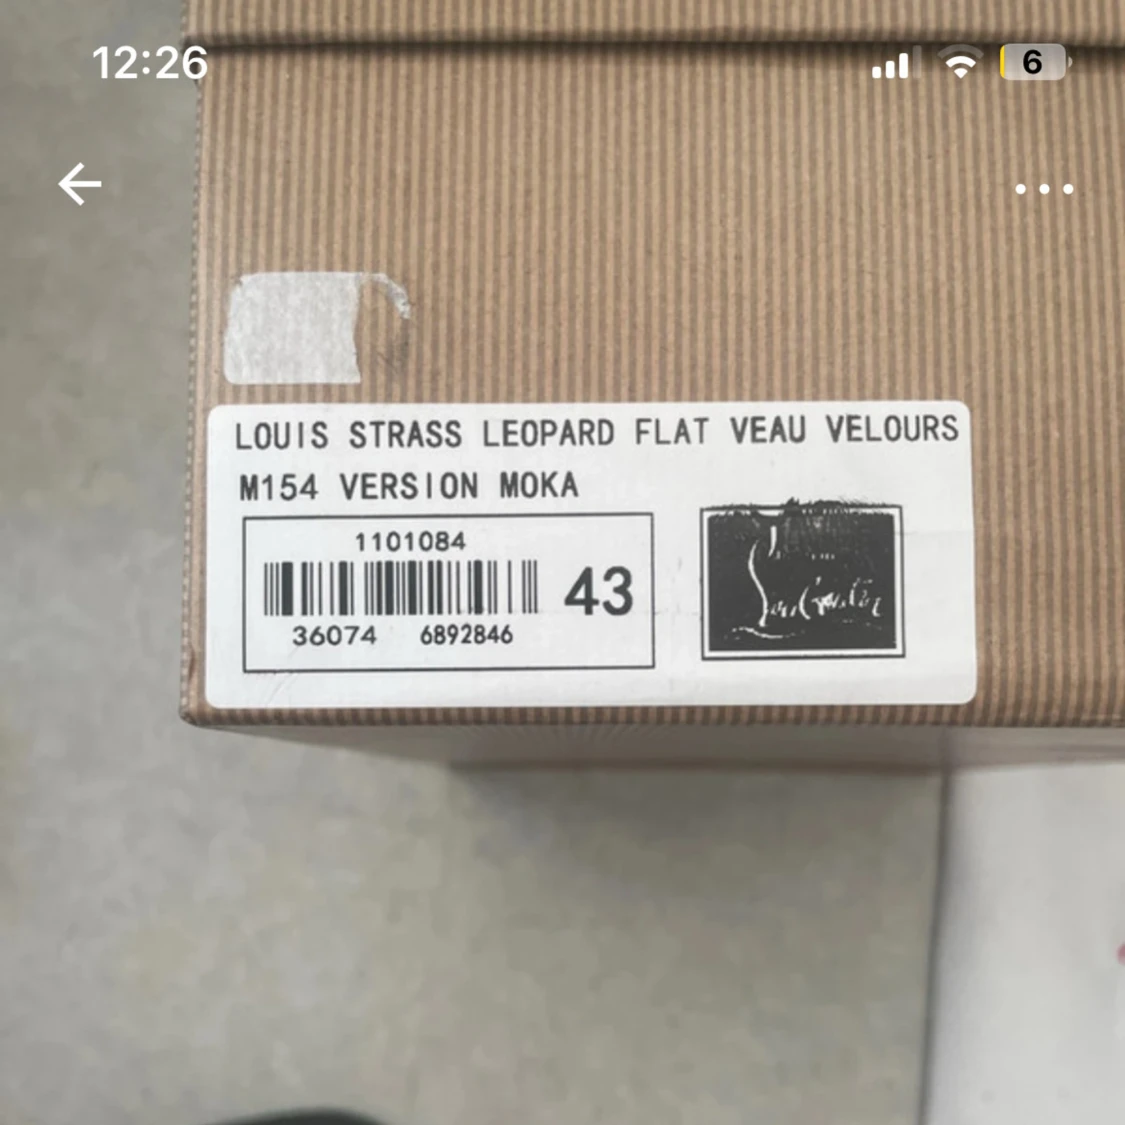 12:26
6
LOUIS STRASS LEOPARD FLAT VEAU VELOURS
M154 VERSION MOKA
1101084
43
36074 6892846